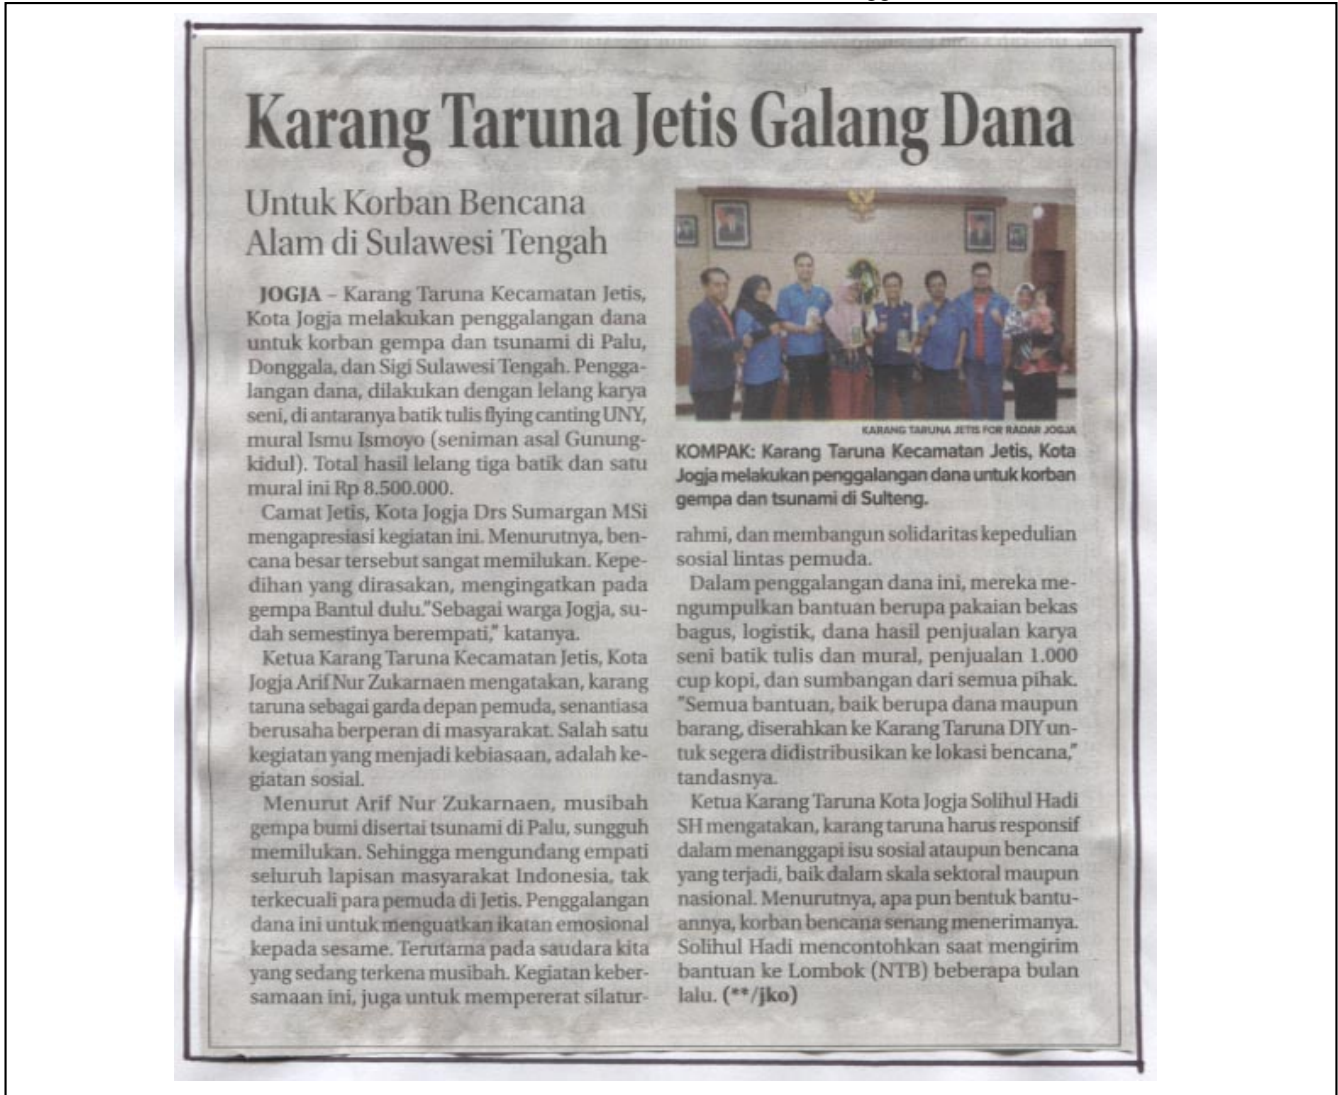 Karang Taruna Jetis Galang Dana
Untuk Korban Bencana
Alam di Sulawesi Tengah
JOGJA – Karang Taruna Kecamatan Jetis,
Kota Jogja melakukan penggalangan dana
untuk korban gempa dan tsunami di Palu,
Donggala, dan Sigi Sulawesi Tengah. Pengga-
langan dana, dilakukan dengan lelang karya
seni, di antaranya batik tulis flying canting UNY,
mural Ismu Ismoyo (seniman asal Gunung-
kidul). Total hasil lelang tiga batik dan satu
mural ini Rp 8.500.000.
Camat Jetis, Kota Jogja Drs Sumargan MSi
mengapresiasi kegiatan ini. Menurutnya, ben-
cana besar tersebut sangat memilukan. Kepe-
dihan yang dirasakan, mengingatkan pada
gempa Bantul dulu."Sebagai warga Jogja, su-
dah semestinya berempati," katanya.
Ketua Karang Taruna Kecamatan Jetis, Kota
Jogja Arif Nur Zukarnaen mengatakan, karang
taruna sebagai garda depan pemuda, senantiasa
berusaha berperan di masyarakat. Salah satu
kegiatan yang menjadi kebiasaan, adalah ke-
giatan sosial.
Menurut Arif Nur Zukarnaen, musibah
gempa bumi disertai tsunami di Palu, sungguh
memilukan. Sehingga mengundang empati
seluruh lapisan masyarakat Indonesia, tak
terkecuali para pemuda di Jetis. Penggalangan
dana ini untuk menguatkan ikatan emosional
kepada sesame. Terutama pada saudara kita
yang sedang terkena musibah. Kegiatan keber-
samaan ini, juga untuk mempererat silatur-
KARANG TARUNA JETIS FOR RADAR JOGJA
KOMPAK: Karang Taruna Kecamatan Jetis, Kota
Jogja melakukan penggalangan dana untuk korban
gempa dan tsunami di Sulteng.
rahmi, dan membangun solidaritas kepedulian
sosial lintas pemuda.
Dalam penggalangan dana ini, mereka me-
ngumpulkan bantuan berupa pakaian bekas
bagus, logistik, dana hasil penjualan karya
seni batik tulis dan mural, penjualan 1.000
cup kopi, dan sumbangan dari semua pihak.
"Semua bantuan, baik berupa dana maupun
barang, diserahkan ke Karang Taruna DIY un-
tuk segera didistribusikan ke lokasi bencana,"
tandasnya.
Ketua Karang Taruna Kota Jogja Solihul Hadi
SH mengatakan, karang taruna harus responsif
dalam menanggapi isu sosial ataupun bencana
yang terjadi, baik dalam skala sektoral maupun
nasional. Menurutnya, apa pun bentuk bantu-
annya, korban bencana senang menerimanya.
Solihul Hadi mencontohkan saat mengirim
bantuan ke Lombok (NTB) beberapa bulan
lalu. (**/jko)